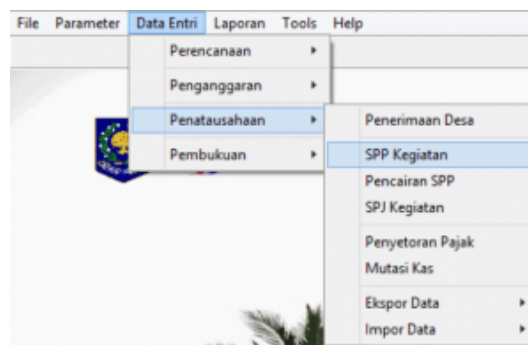 File Parameter Data Entri Laporan Tools Help
Perencanaan
Penganggaran
Penatausahaan
Pembukuan
Penerimaan Desa
SPP Kegiatan
Pencairan SPP
SPJ Kegiatan
Penyetoran Pajak
Mutasi Kas
Ekspor Data
Impor Data